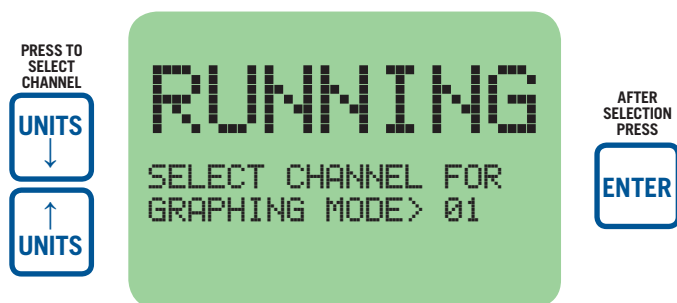 PRESS TO
SELECT
CHANNEL
UNITS
↓
↑
UNITS
RUNNING
SELECT CHANNEL FOR
GRAPHING MODE> 01
AFTER
SELECTION
PRESS
ENTER